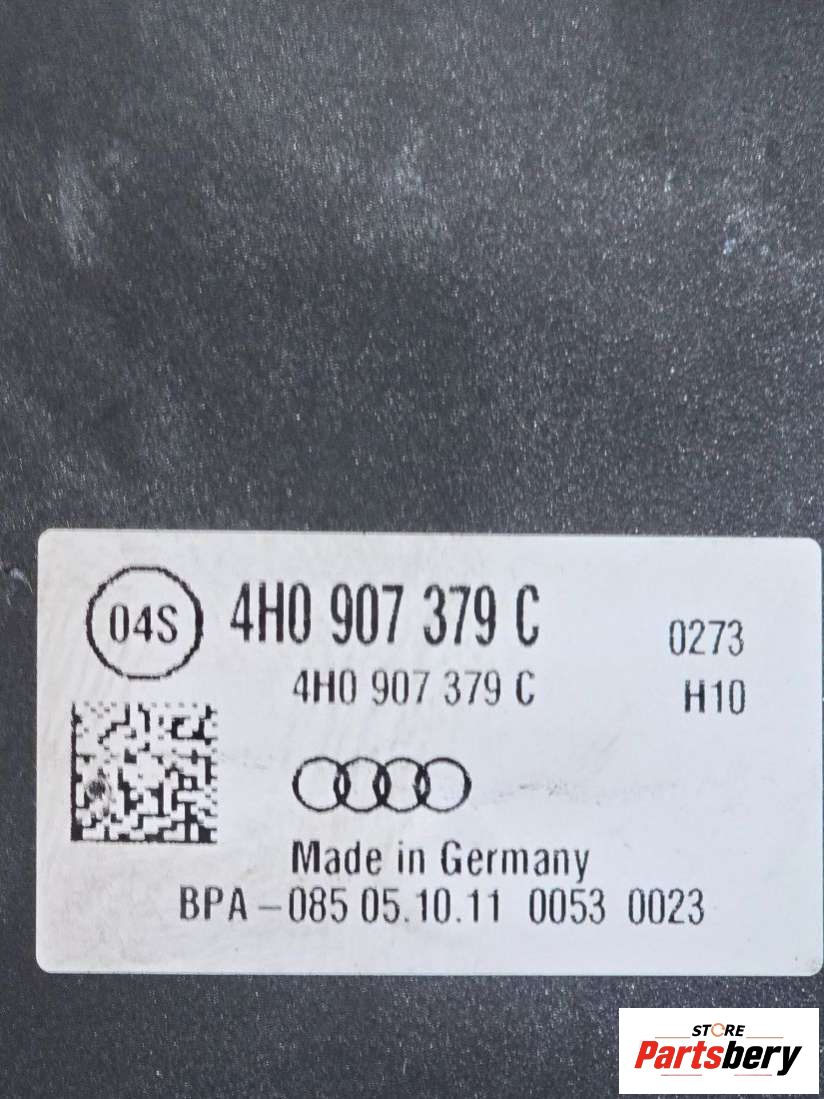 04S 4H0 907 379 C 0273
4H0 907 379 C H10
Made in Germany
BPA-085 05.10.11 0053 0023
STORE
Partsbery